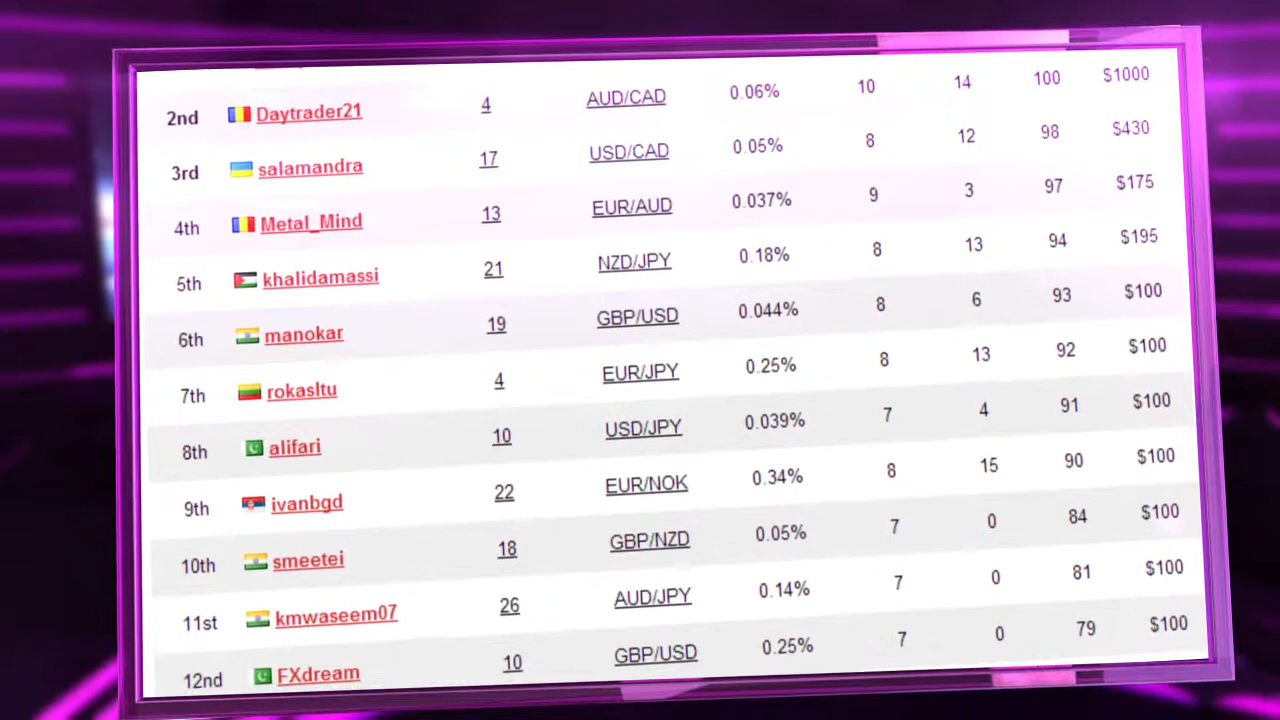 2nd Daytrader21 4 AUD/CAD 0.06% 10 14 100 $1000
3rd salamandra 17 USD/CAD 0.05% 8 12 98 $430
4th Metal_Mind 13 EUR/AUD 0.037% 9 3 97 $175
5th khalidamassi 21 NZD/JPY 0.18% 8 13 94 $195
6th manokar 19 GBP/USD 0.044% 8 6 93 $100
7th rokasltu 4 EUR/JPY 0.25% 8 13 92 $100
8th alifari 10 USD/JPY 0.039% 7 4 91 $100
9th ivanbgd 22 EUR/NOK 0.34% 8 15 90 $100
10th smeetei 18 GBP/NZD 0.05% 7 0 84 $100
11st kmwaseem07 26 AUD/JPY 0.14% 7 0 81 $100
12nd FXdream 10 GBP/USD 0.25% 7 0 79 $100